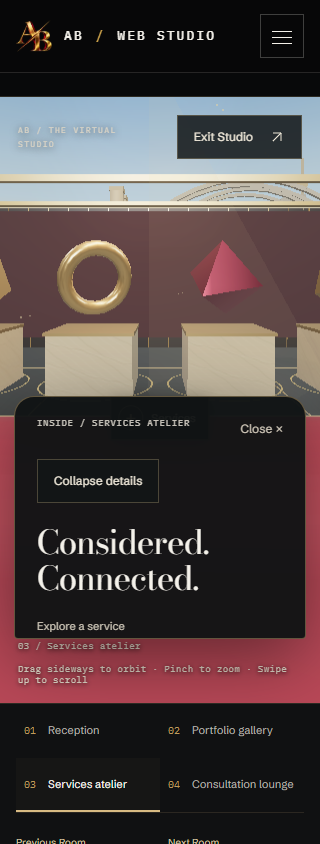 AB / WEB STUDIO
AB / THE VIRTUAL
STUDIO
Exit Studio
INSIDE / SERVICES ATELIER
Close ×
Collapse details
Considered.
Connected.
Explore a service
03 / Services atelier
Drag sideways to orbit · Pinch to zoom · Swipe
up to scroll
01 Reception
02 Portfolio gallery
03 Services atelier
04 Consultation lounge
Previous Room
Next Room